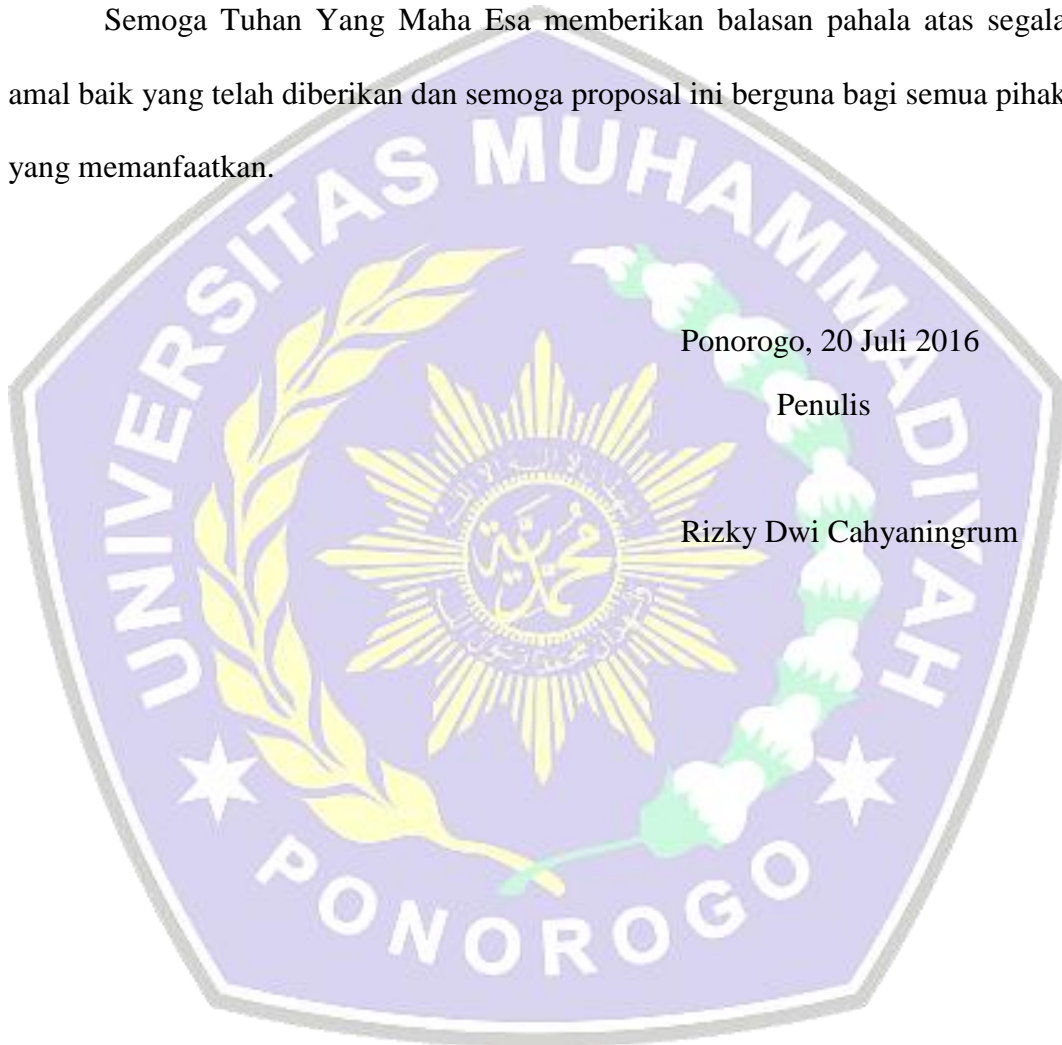 Semoga Tuhan Yang Maha Esa memberikan balasan pahala atas segala
amal baik yang telah diberikan dan semoga proposal ini berguna bagi semua pihak
yang memanfaatkan.
UNIVERSITAS MUHAMMADIYAH
Ponorogo, 20 Juli 2016
Penulis
Rizky Dwi Cahyaningrum
PONOROGO